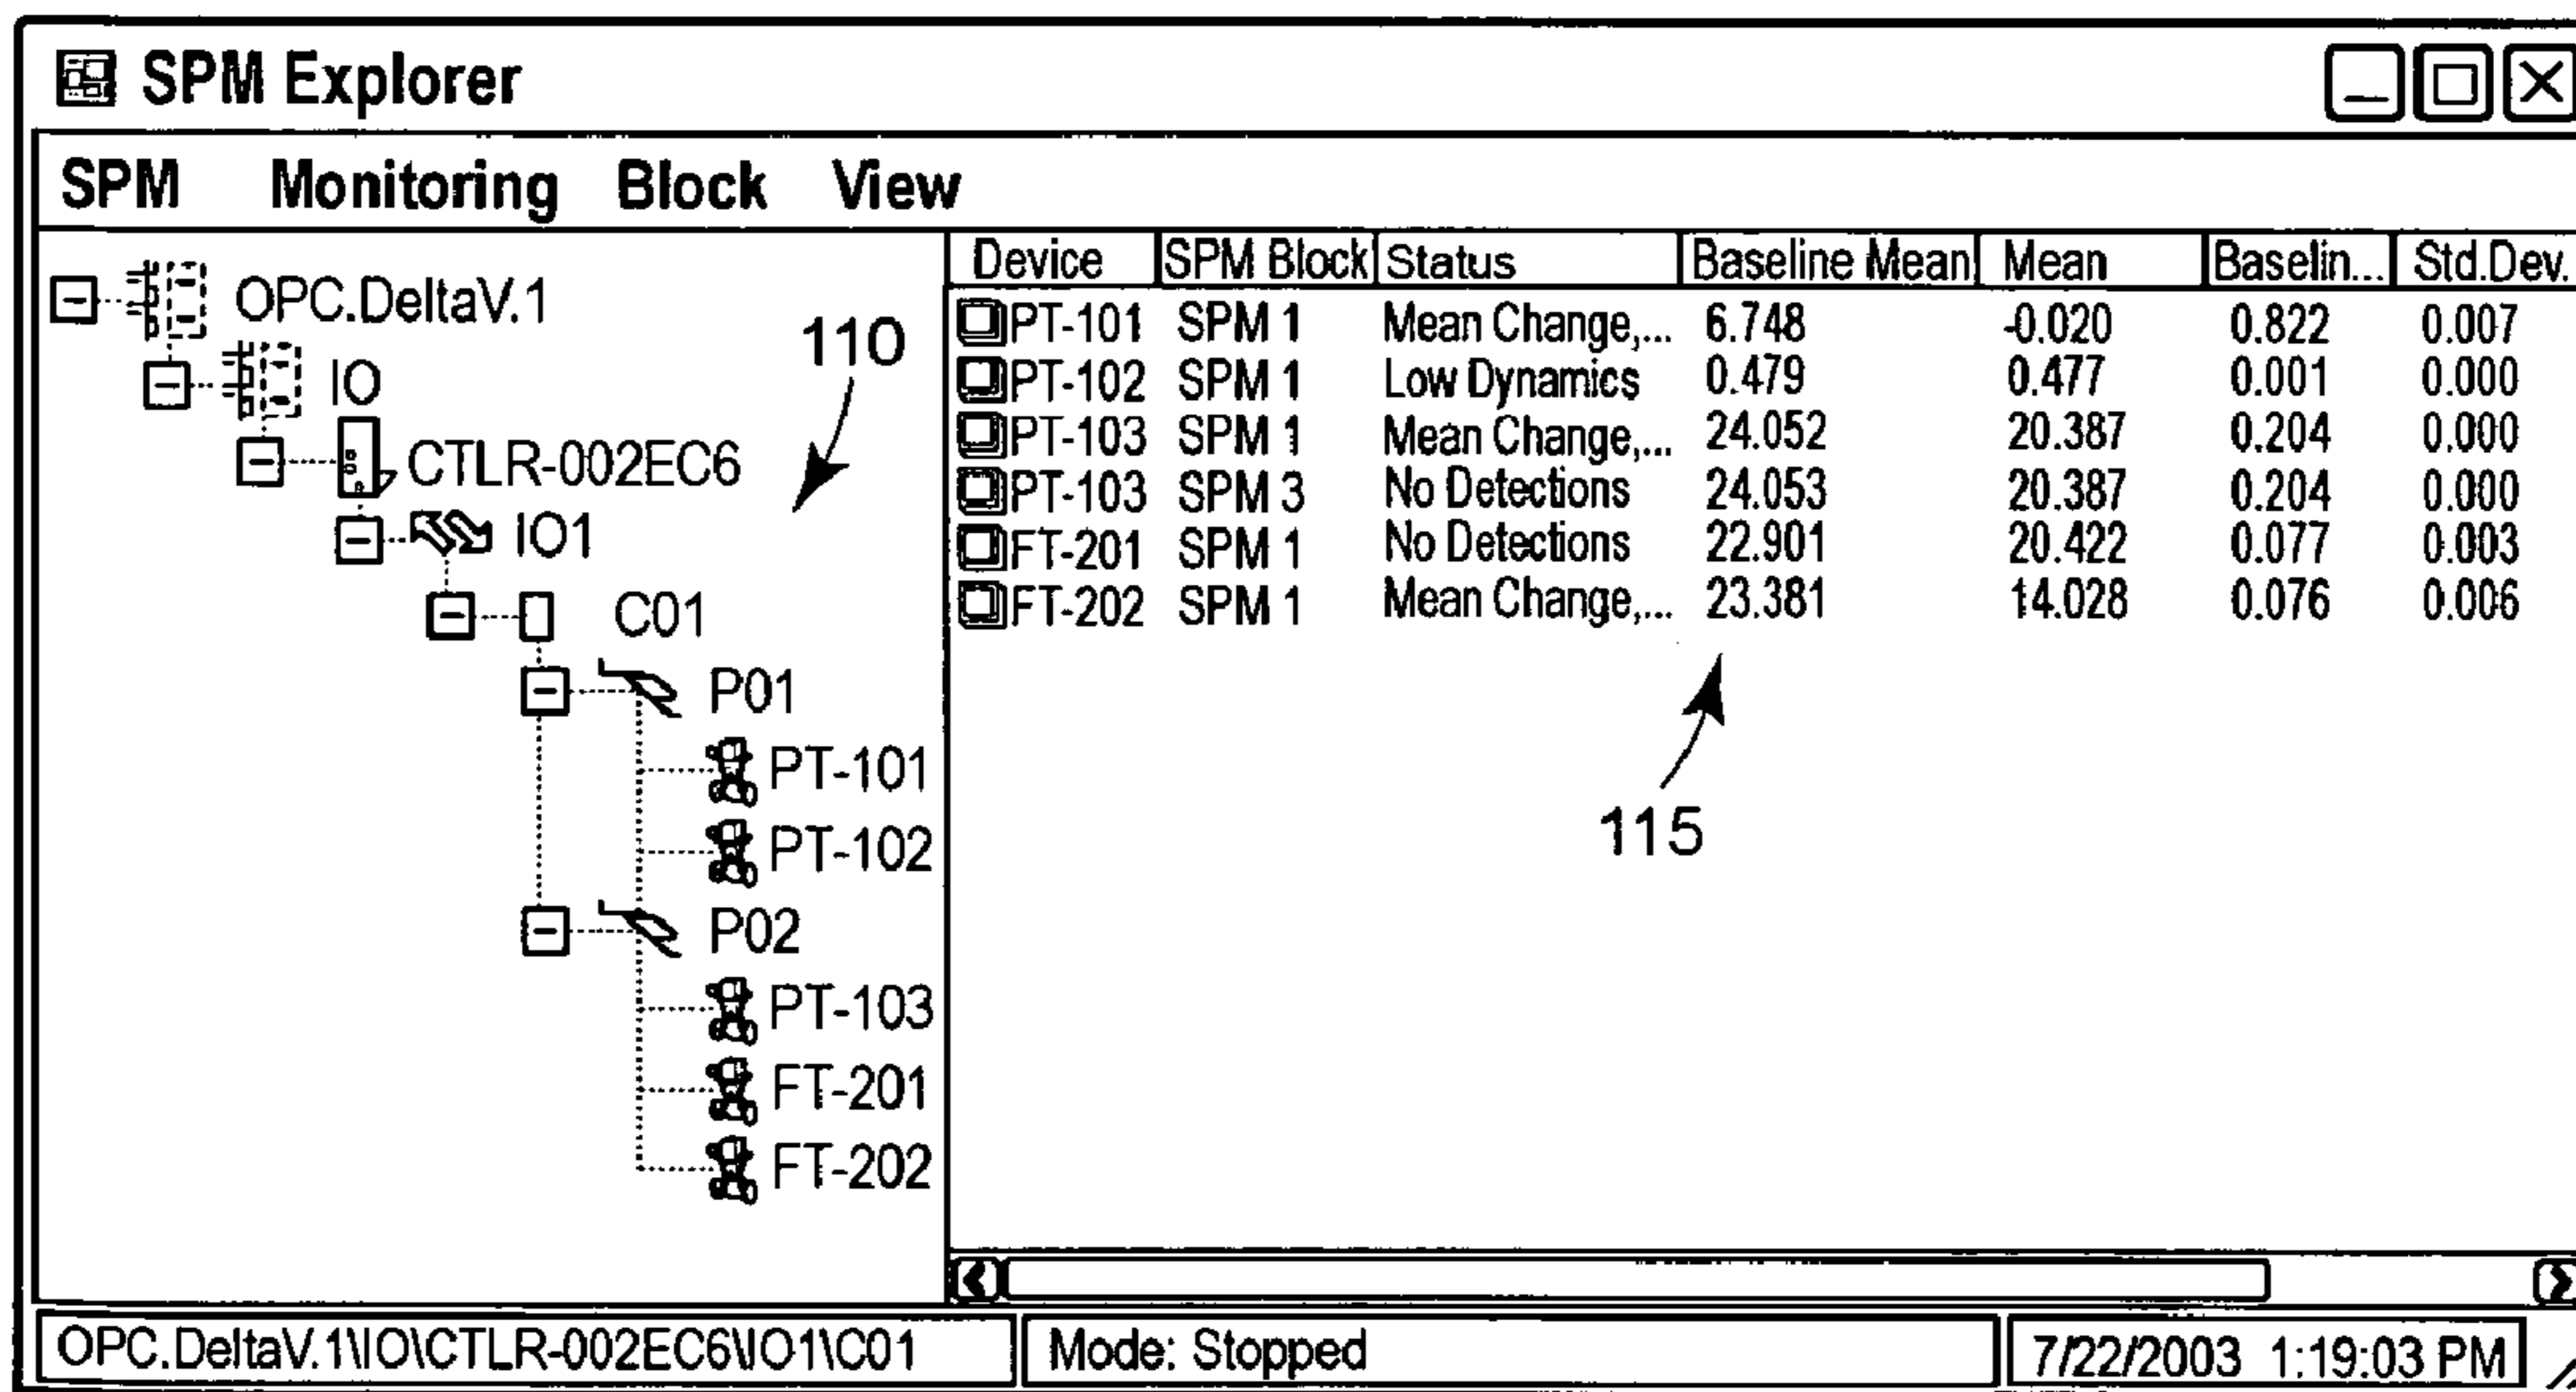 SPM Explorer
SPM Monitoring Block View
OPC.DeltaV.1
IO
CTLR-002EC6
IO1
C01
P01
PT-101
PT-102
P02
PT-103
FT-201
FT-202
110
Device SPM Block Status Baseline Mean Mean Baselin... Std.Dev.
PT-101 SPM 1 Mean Change,... 6.748 -0.020 0.822 0.007
PT-102 SPM 1 Low Dynamics 0.479 0.477 0.001 0.000
PT-103 SPM 1 Mean Change,... 24.052 20.387 0.204 0.000
PT-103 SPM 3 No Detections 24.053 20.387 0.204 0.000
FT-201 SPM 1 No Detections 22.901 20.422 0.077 0.003
FT-202 SPM 1 Mean Change,... 23.381 14.028 0.076 0.006
115
OPC.DeltaV.1\IO\CTLR-002EC6\IO1\C01 Mode: Stopped 7/22/2003 1:19:03 PM